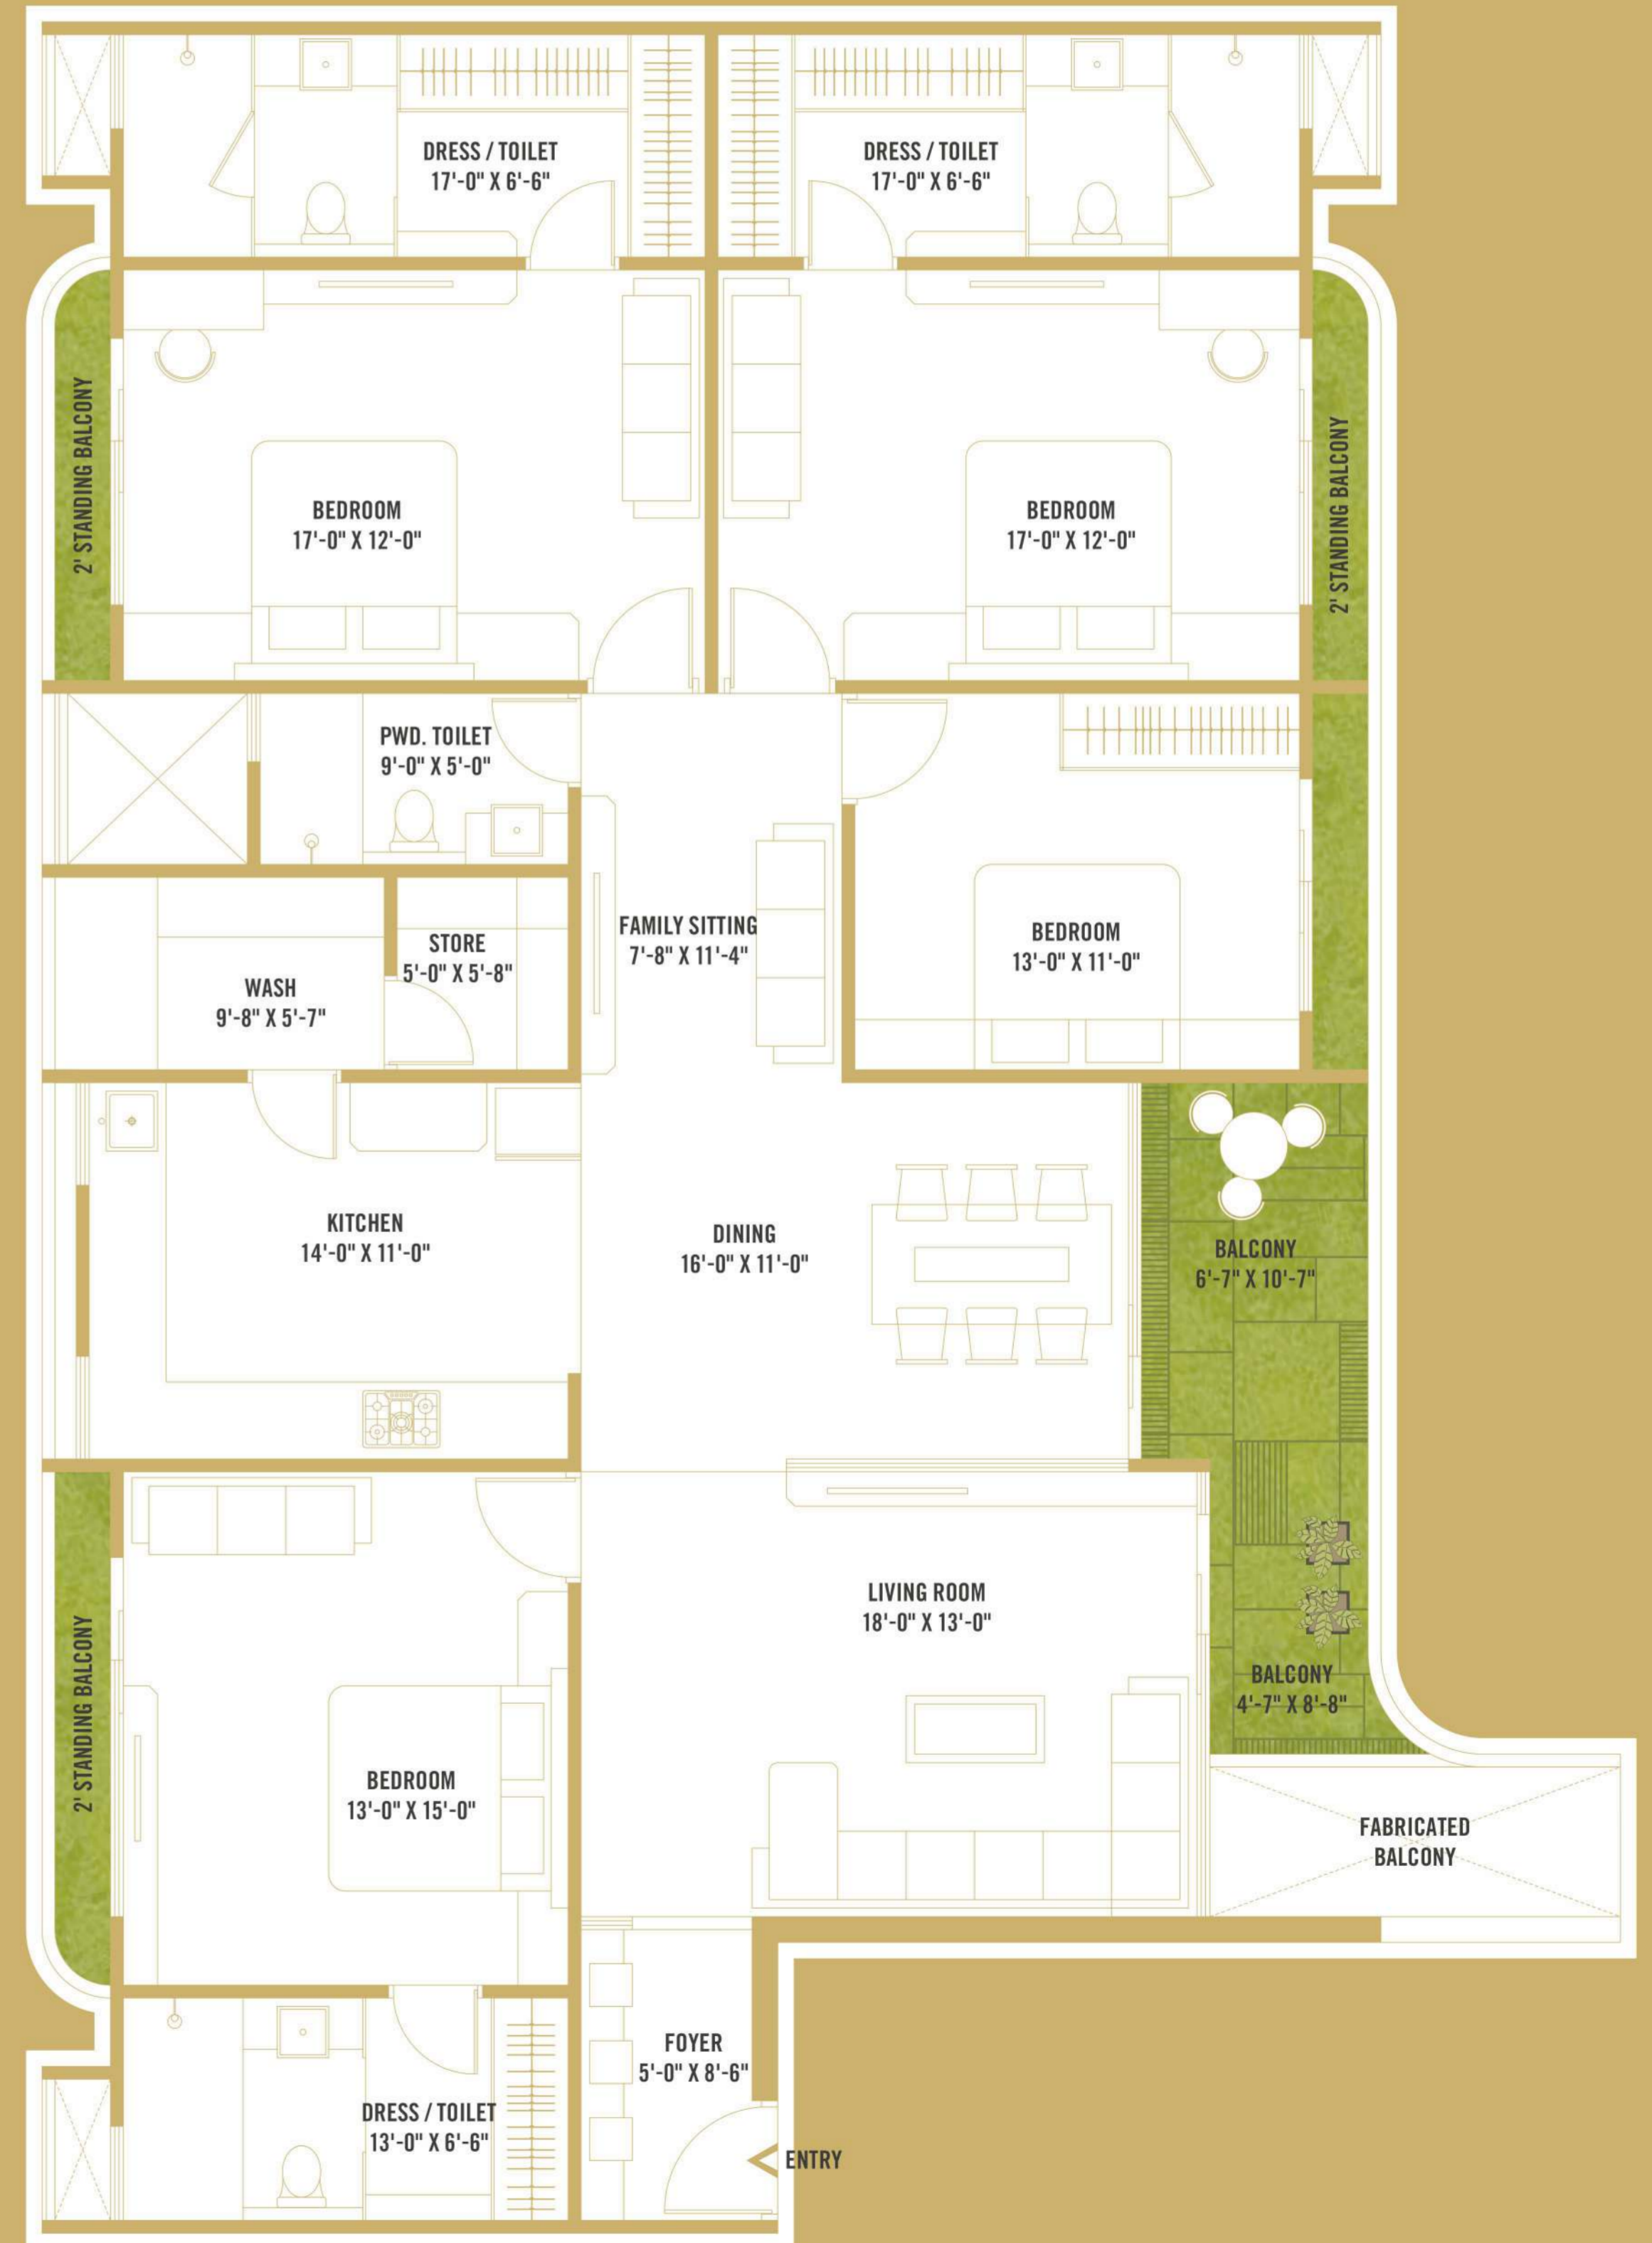 DRESS / TOILET
17'-0" X 6'-6"
DRESS / TOILET
17'-0" X 6'-6"
2' STANDING BALCONY
BEDROOM
17'-0" X 12'-0"
BEDROOM
17'-0" X 12'-0"
2' STANDING BALCONY
PWD. TOILET
9'-0" X 5'-0"
FAMILY SITTING
7'-8" X 11'-4"
BEDROOM
13'-0" X 11'-0"
STORE
5'-0" X 5'-8"
WASH
9'-8" X 5'-7"
KITCHEN
14'-0" X 11'-0"
DINING
16'-0" X 11'-0"
BALCONY
6'-7" X 10'-7"
LIVING ROOM
18'-0" X 13'-0"
BALCONY
4'-7" X 8'-8"
2' STANDING BALCONY
BEDROOM
13'-0" X 15'-0"
FABRICATED
BALCONY
FOYER
5'-0" X 8'-6"
DRESS / TOILET
13'-0" X 6'-6"
ENTRY